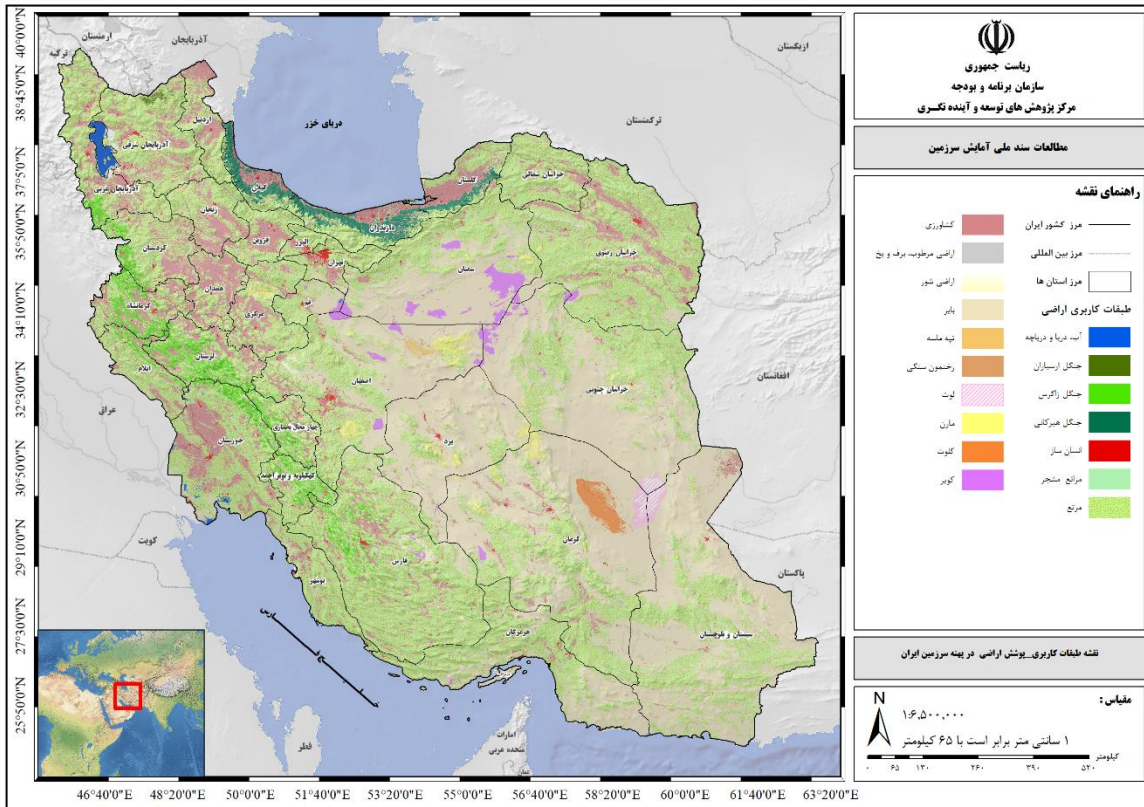 ریاست جمهوری
سازمان برنامه و بودجه
مرکز پژوهش های توسعه و آینده نگری
مطالعات سند ملی آمایش سرزمین
راهنمای نقشه
مرز کشور ایران
مرز بین المللی
مرز استان ها
طبقات کاربری اراضی
آب، دریا و دریاچه
جنگل ارسباران
جنگل زاگرس
جنگل هیرکانی
انسان ساز
مراتع مشجر
مرتع
کشاورزی
اراضی مرطوب، برف و یخ
اراضی شور
بایر
تپه ماسه
رخنمون سنگی
لوت
مارن
کلوت
کویر
نقشه طبقات کاربری_پوشش اراضی در پهنه سرزمین ایران
مقیاس:
N
۱:۶,۵۰۰,۰۰۰
۱ سانتی متر برابر است با ۶۵ کیلومتر
کیلومتر
۰ ۶۵ ۱۳۰ ۲۶۰ ۳۹۰ ۵۲۰
ارمنستان
آذربایجان
ترکیه
ازبکستان
ترکمنستان
دریای خزر
افغانستان
پاکستان
عراق
کویت
قطر
امارات
متحده عربی
عمان
خلیج فارس
اردبیل
آذربایجان شرقی
آذربایجان غربی
گیلان
زنجان
کردستان
قزوین
البرز
تهران
مازندران
گلستان
خراسان شمالی
خراسان رضوی
سمنان
همدان
کرمانشاه
مرکزی
قم
لرستان
ایلام
اصفهان
خراسان جنوبی
یزد
چهار محال بختاری
خوزستان
کهگیلویه و بویر احمد
فارس
بوشهر
کرمان
هرمزگان
سیستان و بلوچستان
40°0'0"N
38°45'0"N
37°5'0"N
35°50'0"N
34°10'0"N
32°30'0"N
30°50'0"N
29°10'0"N
27°30'0"N
25°50'0"N
46°40'0"E 48°20'0"E 50°0'0"E 51°40'0"E 53°20'0"E 55°0'0"E 56°40'0"E 58°20'0"E 60°0'0"E 61°40'0"E 63°20'0"E